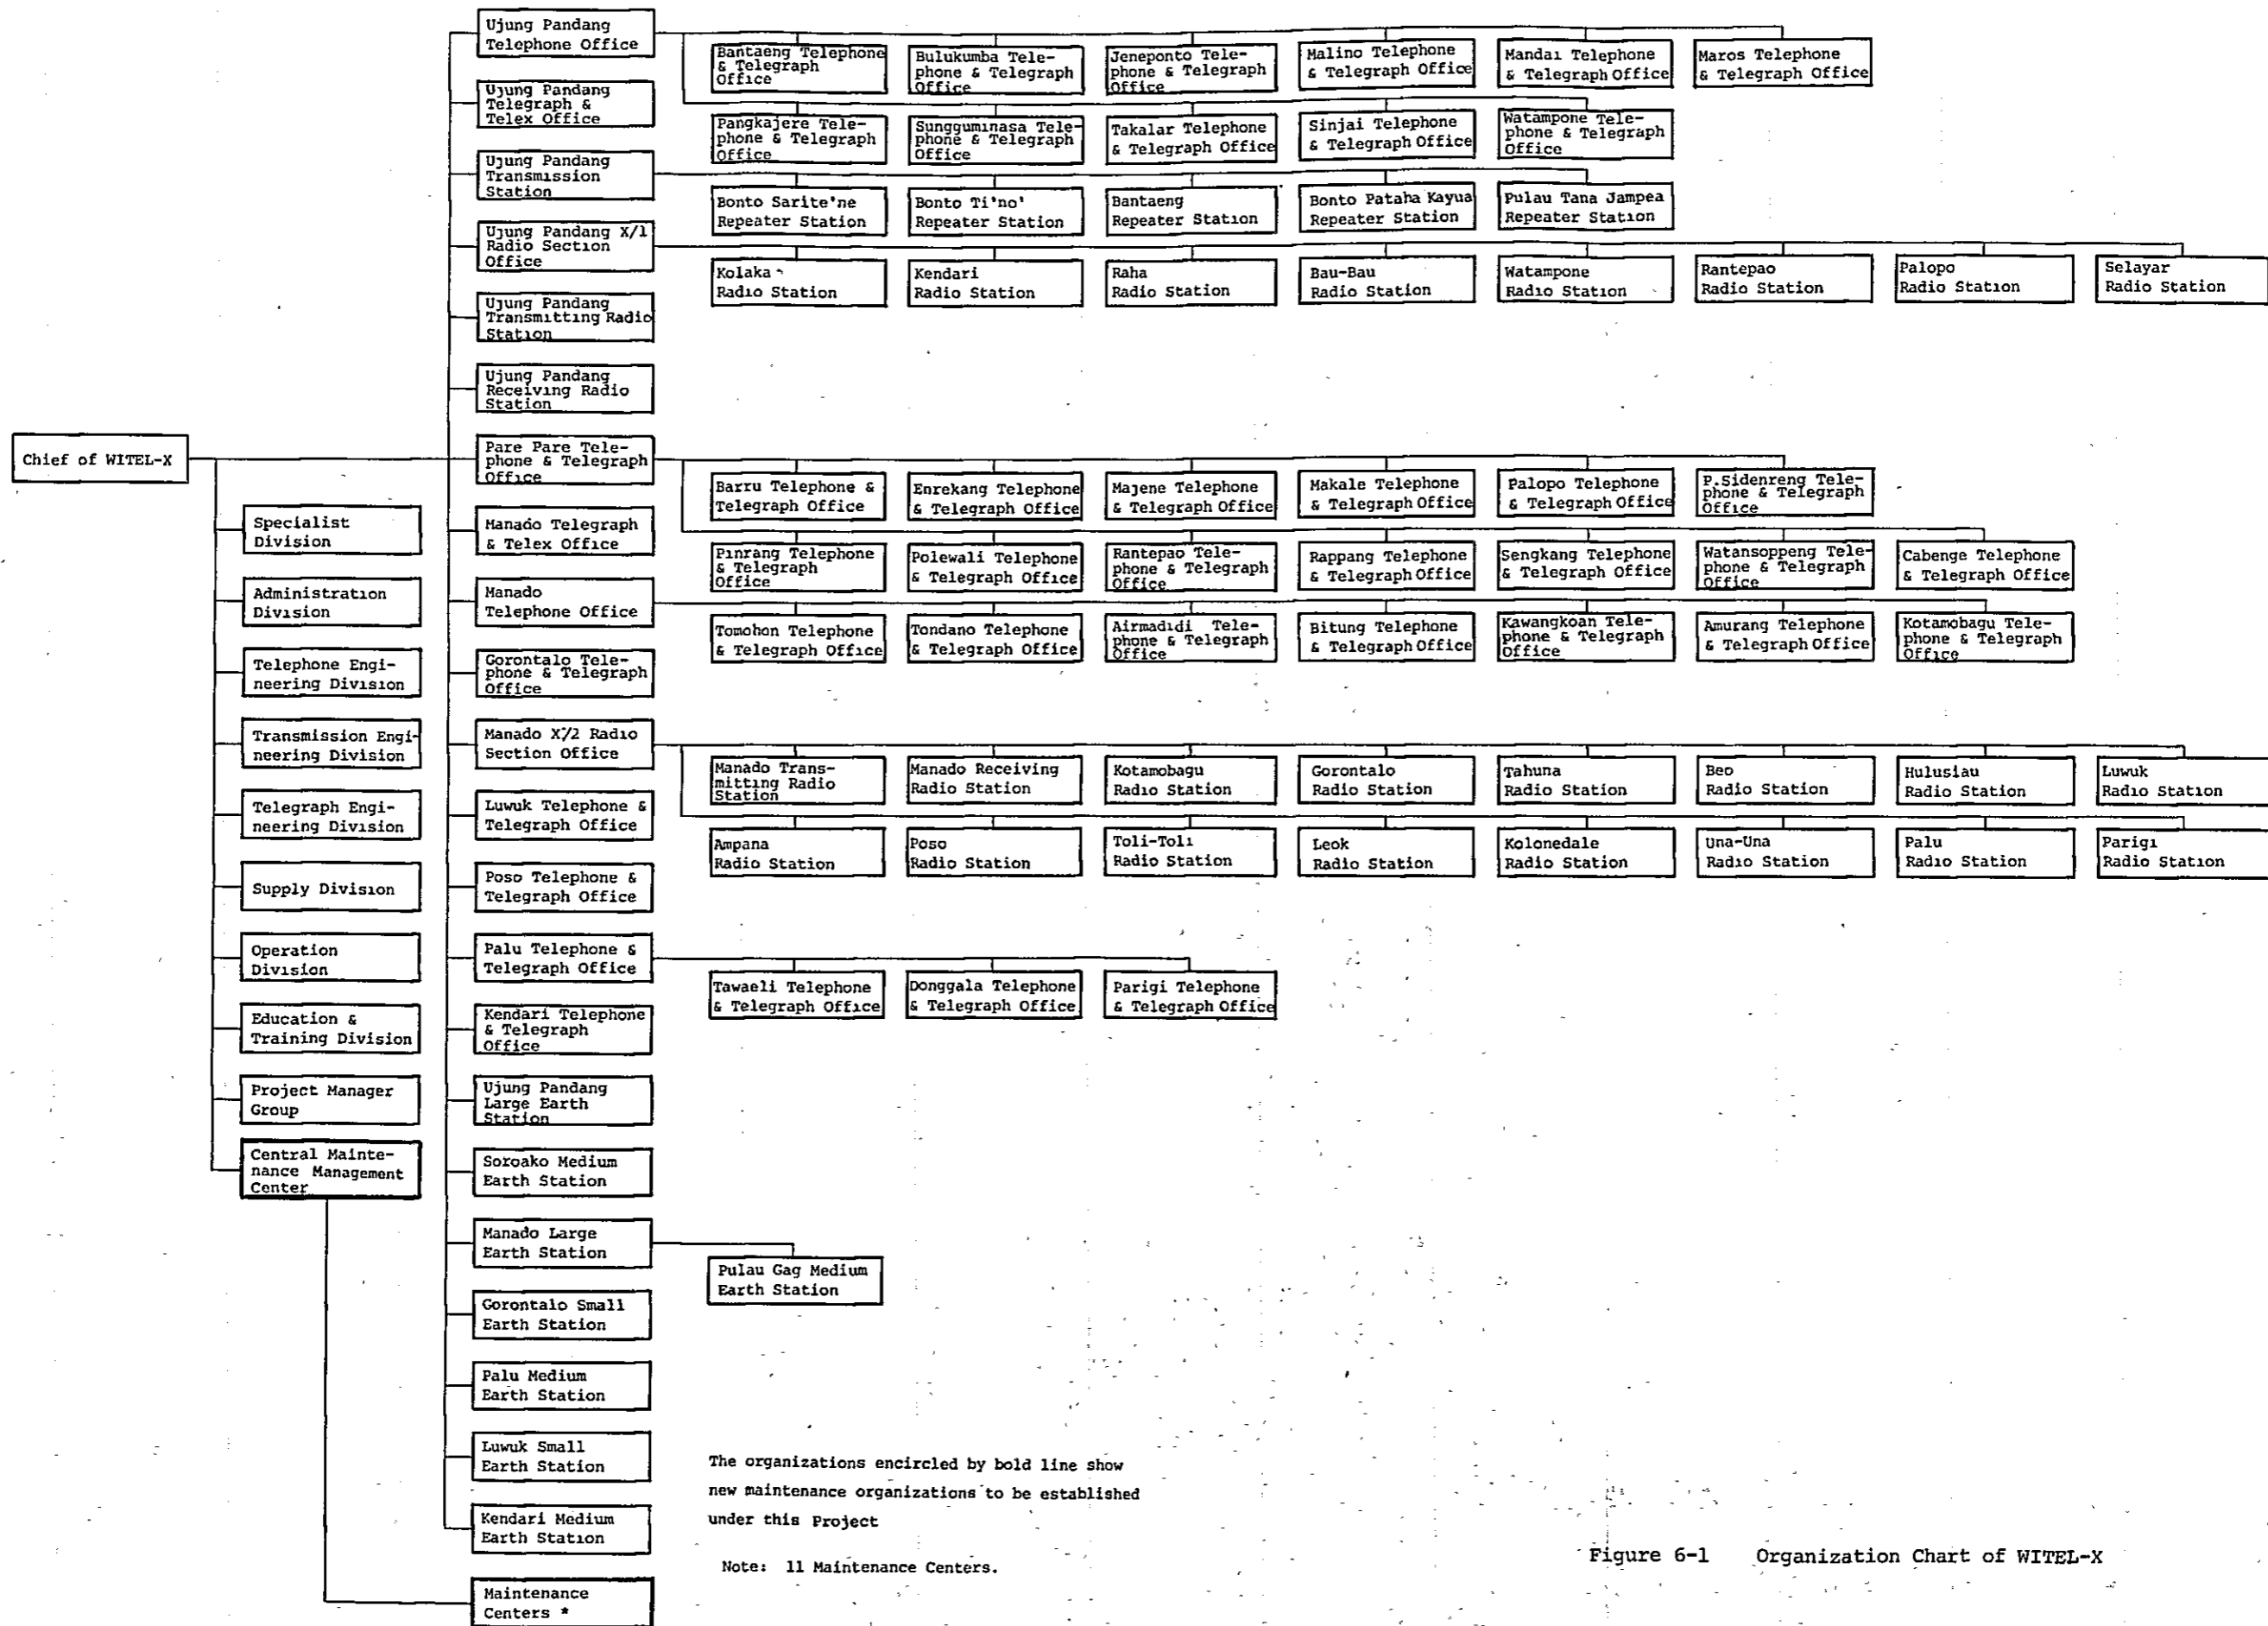 Chief of WITEL-X
Specialist
Division
Administration
Division
Telephone Engi-
neering Division
Transmission Engi-
neering Division
Telegraph Engi-
neering Division
Supply Division
Operation
Division
Education &
Training Division
Project Manager
Group
Central Mainte-
nance Management
Center
Ujung Pandang
Telephone Office
Bantaeng Telephone
& Telegraph
Office
Bulukumba Tele-
phone & Telegraph
Office
Jeneponto Tele-
phone & Telegraph
Office
Malino Telephone
& Telegraph Office
Mandai Telephone
& Telegraph Office
Maros Telephone
& Telegraph Office
Pangkajere Tele-
phone & Telegraph
Office
Sungguminasa Tele-
phone & Telegraph
Office
Takalar Telephone
& Telegraph Office
Sinjai Telephone
& Telegraph Office
Watampone Tele-
phone & Telegraph
Office
Ujung Pandang
Telegraph &
Telex Office
Ujung Pandang
Transmission
Station
Bonto Sarite'ne
Repeater Station
Bonto Ti'no'
Repeater Station
Bantaeng
Repeater Station
Bonto Pataha Kayua
Repeater Station
Pulau Tana Jampea
Repeater Station
Ujung Pandang X/1
Radio Section
Office
Kolaka
Radio Station
Kendari
Radio Station
Raha
Radio Station
Bau-Bau
Radio Station
Watampone
Radio Station
Rantepao
Radio Station
Palopo
Radio Station
Selayar
Radio Station
Ujung Pandang
Transmitting Radio
Station
Ujung Pandang
Receiving Radio
Station
Pare Pare Tele-
phone & Telegraph
Office
Barru Telephone &
Telegraph Office
Enrekang Telephone
& Telegraph Office
Majene Telephone
& Telegraph Office
Makale Telephone
& Telegraph Office
Palopo Telephone
& Telegraph Office
P.Sidenreng Tele-
phone & Telegraph
Office
Pinrang Telephone
& Telegraph
Office
Polewali Telephone
& Telegraph Office
Rantepao Tele-
phone & Telegraph
Office
Rappang Telephone
& Telegraph Office
Sengkang Telephone
& Telegraph Office
Watansoppeng Tele-
phone & Telegraph
Office
Cabenge Telephone
& Telegraph Office
Manado Telegraph
& Telex Office
Manado
Telephone Office
Tomohon Telephone
& Telegraph Office
Tondano Telephone
& Telegraph Office
Airmadidi Tele-
phone & Telegraph
Office
Bitung Telephone
& Telegraph Office
Kawangkoan Tele-
phone & Telegraph
Office
Amurang Telephone
& Telegraph Office
Kotamobagu Tele-
phone & Telegraph
Office
Gorontalo Tele-
phone & Telegraph
Office
Manado X/2 Radio
Section Office
Manado Trans-
mitting Radio
Station
Manado Receiving
Radio Station
Kotamobagu
Radio Station
Gorontalo
Radio Station
Tahuna
Radio Station
Beo
Radio Station
Hulusiau
Radio Station
Luwuk
Radio Station
Ampana
Radio Station
Poso
Radio Station
Toli-Toli
Radio Station
Leok
Radio Station
Kolonedale
Radio Station
Una-Una
Radio Station
Palu
Radio Station
Parigi
Radio Station
Luwuk Telephone &
Telegraph Office
Poso Telephone &
Telegraph Office
Palu Telephone &
Telegraph Office
Tawaeli Telephone
& Telegraph Office
Donggala Telephone
& Telegraph Office
Parigi Telephone
& Telegraph Office
Kendari Telephone
& Telegraph
Office
Ujung Pandang
Large Earth
Station
Soroako Medium
Earth Station
Manado Large
Earth Station
Pulau Gag Medium
Earth Station
Gorontalo Small
Earth Station
Palu Medium
Earth Station
Luwuk Small
Earth Station
Kendari Medium
Earth Station
Maintenance
Centers *
The organizations encircled by bold line show
new maintenance organizations to be established
under this Project
Note: 11 Maintenance Centers.
Figure 6-1 Organization Chart of WITEL-X